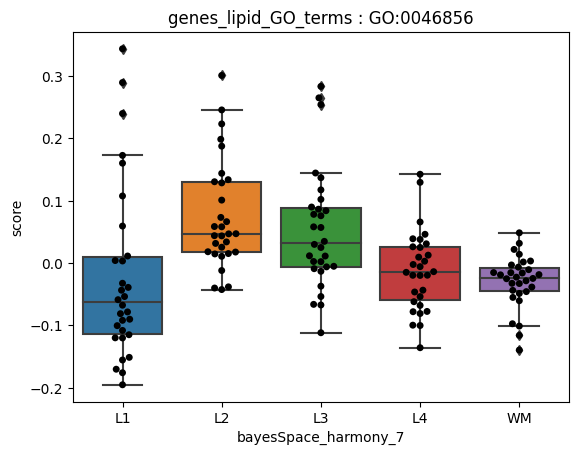 genes_lipid_GO_terms : GO:0046856
score
0.3
0.2
0.1
0.0
−0.1
−0.2
L1 L2 L3 L4 WM
bayesSpace_harmony_7